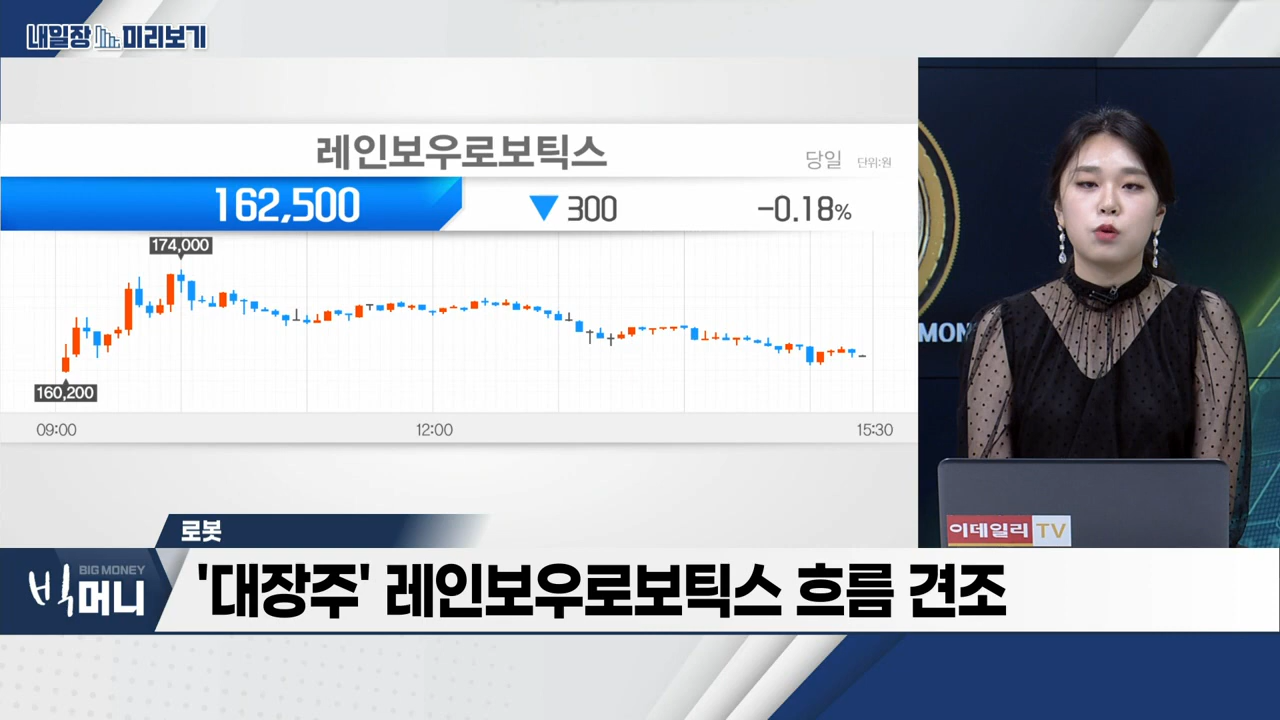 내일장 미리보기
레인보우로보틱스
당일 단위:원
162,500 ▼ 300 -0.18%
174,000
160,200
09:00 12:00 15:30
MON
이데일리 TV
로봇
BIG MONEY
빅머니
'대장주' 레인보우로보틱스 흐름 견조